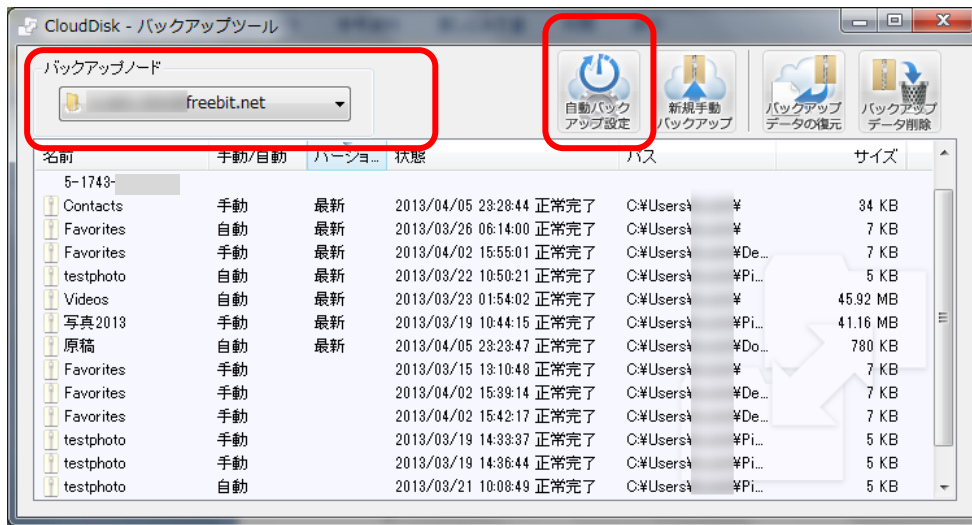 CloudDisk - バックアップツール
バックアップノード
freebit.net
自動バックアップ設定
新規手動バックアップ
バックアップデータの復元
バックアップデータ削除
名前 手動/自動 バージョ... 状態 パス サイズ
5-1743-
Contacts 手動 最新 2013/04/05 23:28:44 正常完了 C:¥Users¥ ¥ 34 KB
Favorites 自動 最新 2013/03/26 06:14:00 正常完了 C:¥Users¥ ¥ 7 KB
Favorites 手動 最新 2013/04/02 15:55:01 正常完了 C:¥Users¥ ¥De... 7 KB
testphoto 自動 最新 2013/03/22 10:50:21 正常完了 C:¥Users¥ ¥Pi... 5 KB
Videos 自動 最新 2013/03/23 01:54:02 正常完了 C:¥Users¥ ¥ 45.92 MB
写真2013 手動 最新 2013/03/19 10:44:15 正常完了 C:¥Users¥ ¥Pi... 41.16 MB
原稿 自動 最新 2013/04/05 23:23:47 正常完了 C:¥Users¥ ¥Do... 780 KB
Favorites 手動 2013/03/15 13:10:48 正常完了 C:¥Users¥ ¥ 7 KB
Favorites 手動 2013/04/02 15:39:14 正常完了 C:¥Users¥ ¥De... 7 KB
Favorites 手動 2013/04/02 15:42:17 正常完了 C:¥Users¥ ¥De... 7 KB
testphoto 手動 2013/03/19 14:33:37 正常完了 C:¥Users¥ ¥Pi... 5 KB
testphoto 手動 2013/03/19 14:36:44 正常完了 C:¥Users¥ ¥Pi... 5 KB
testphoto 自動 2013/03/21 10:08:49 正常完了 C:¥Users¥ ¥Pi... 5 KB